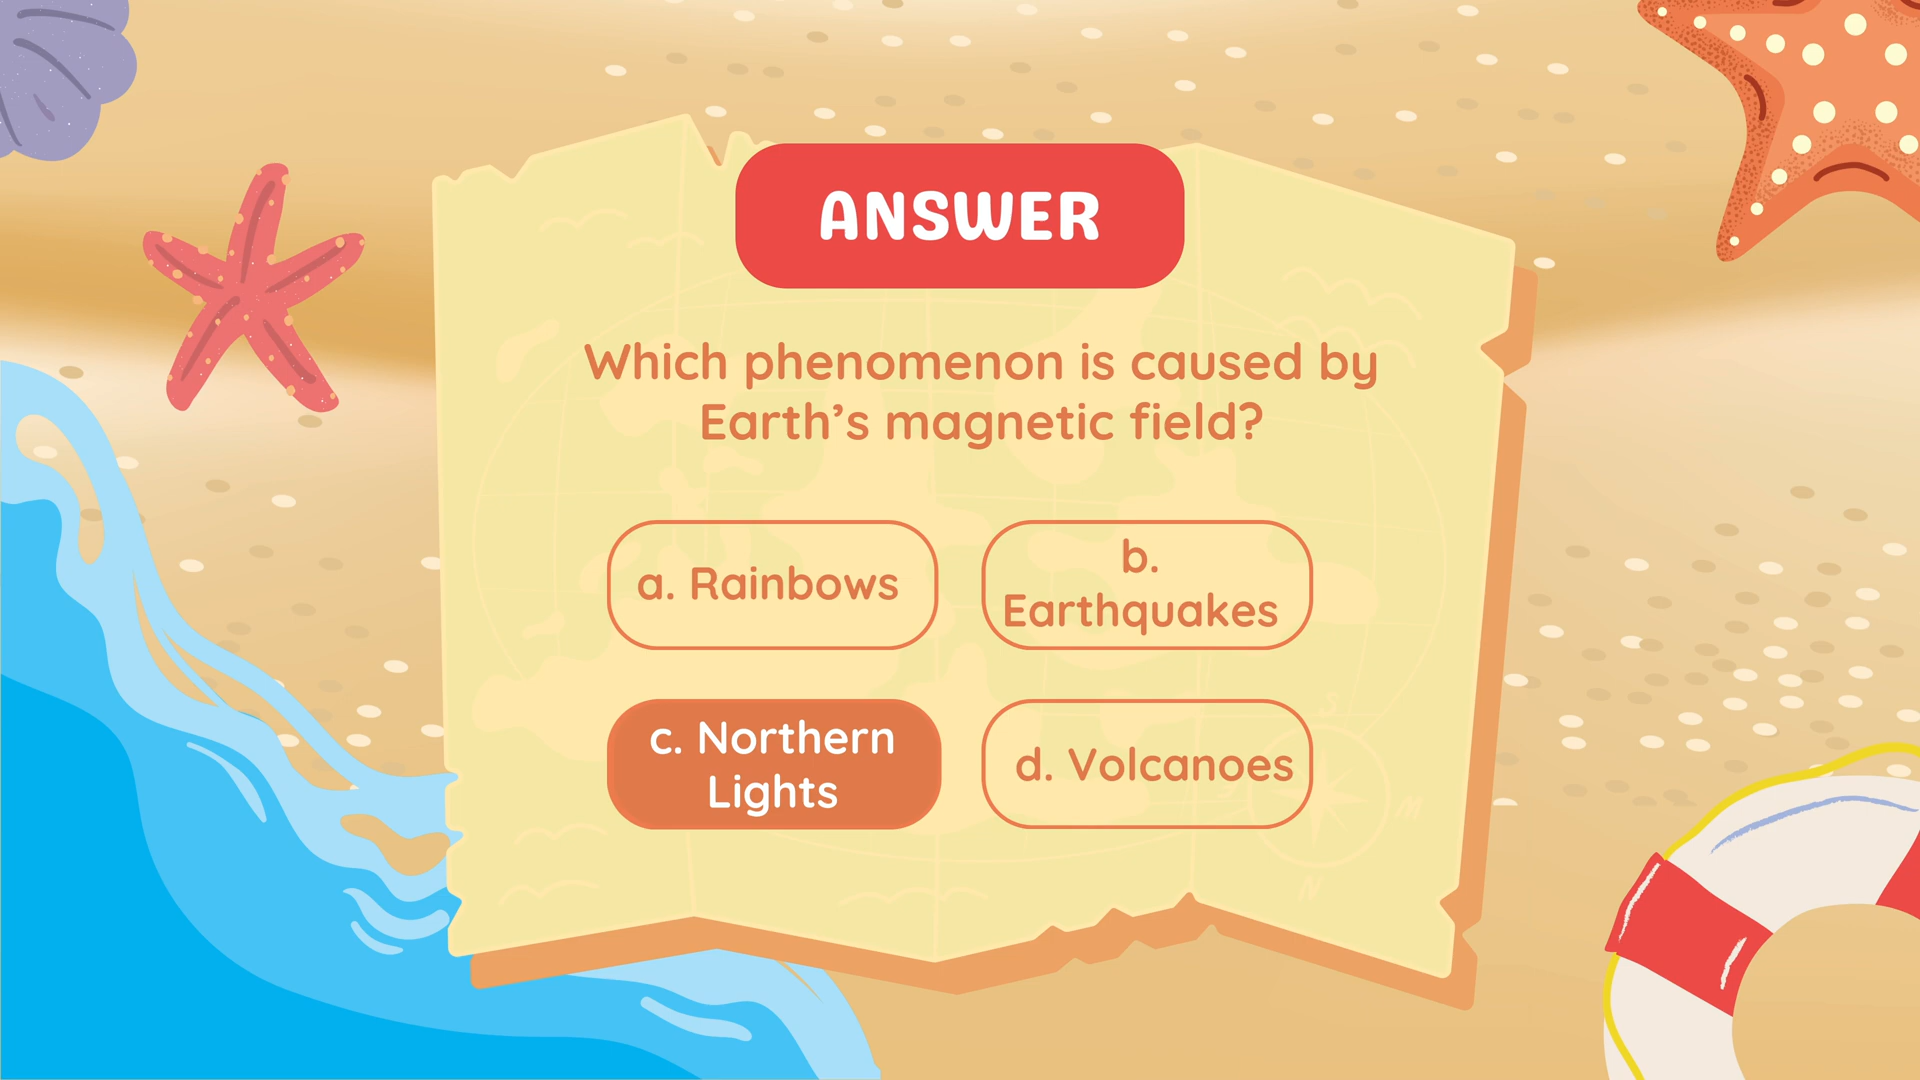 ANSWER
Which phenomenon is caused by
Earth’s magnetic field?
a. Rainbows
b.
Earthquakes
c. Northern
Lights
d. Volcanoes
S
M
N